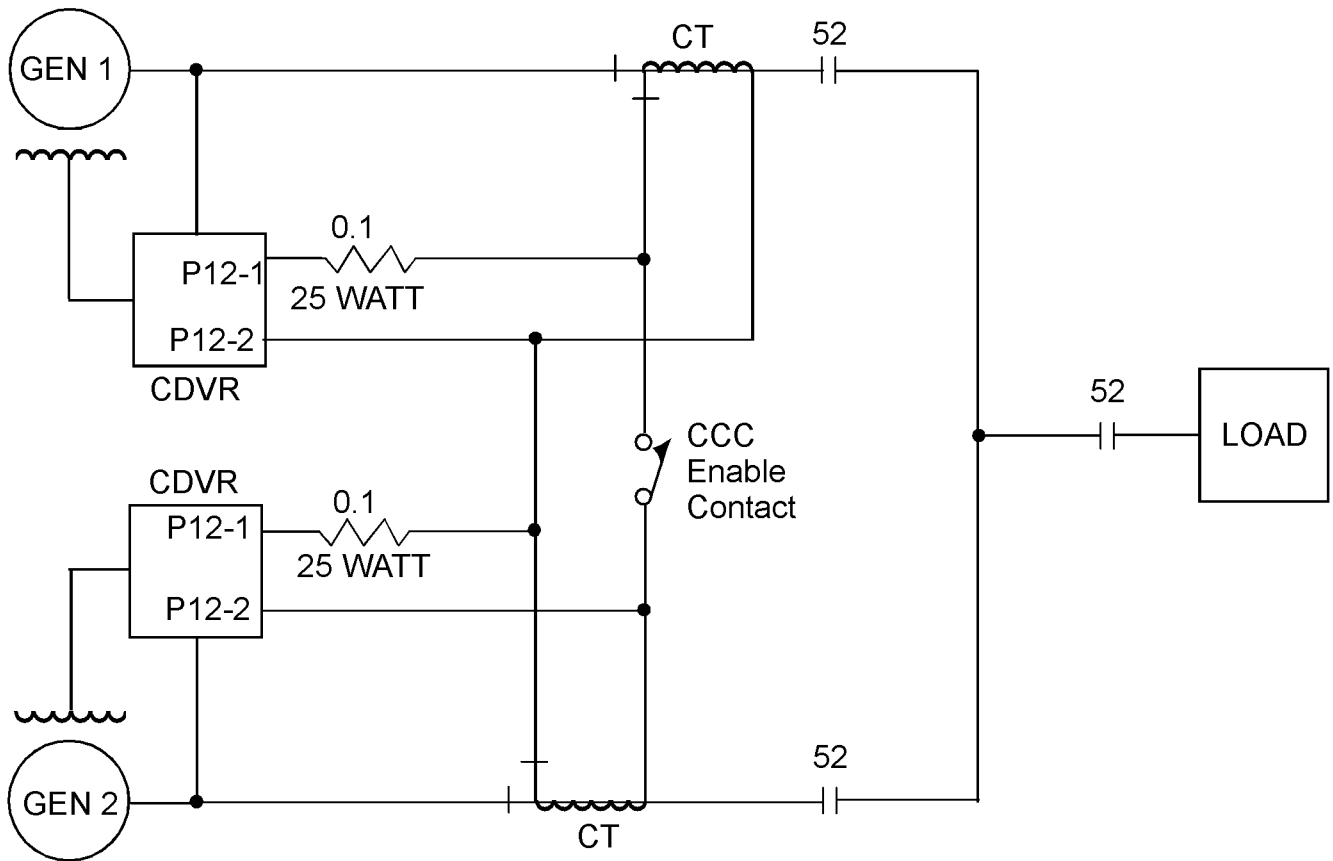 CT
52
GEN 1
0.1
P12-1
25 WATT
P12-2
CDVR
52
LOAD
CCC
Enable
Contact
CDVR
0.1
P12-1
25 WATT
P12-2
52
GEN 2
CT